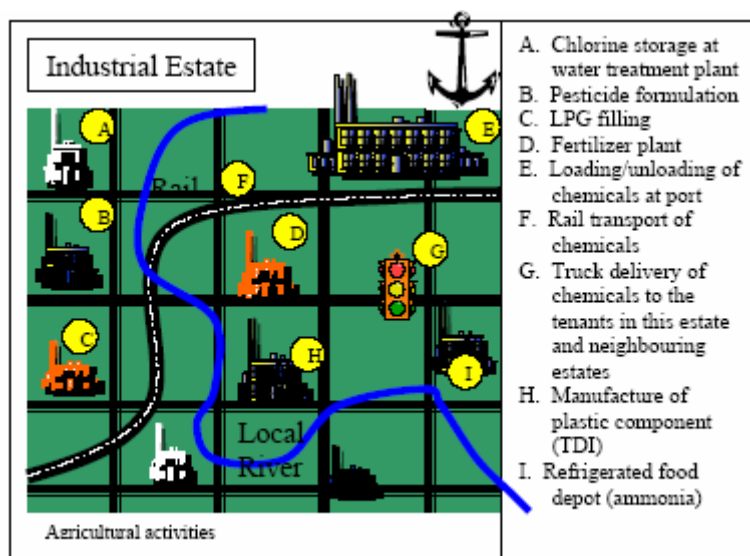 Industrial Estate
A
E
Rail
F
B
D
G
C
H
I
Local
River
Agricultural activities
A. Chlorine storage at
water treatment plant
B. Pesticide formulation
C. LPG filling
D. Fertilizer plant
E. Loading/unloading of
chemicals at port
F. Rail transport of
chemicals
G. Truck delivery of
chemicals to the
tenants in this estate
and neighbouring
estates
H. Manufacture of
plastic component
(TDI)
I. Refrigerated food
depot (ammonia)